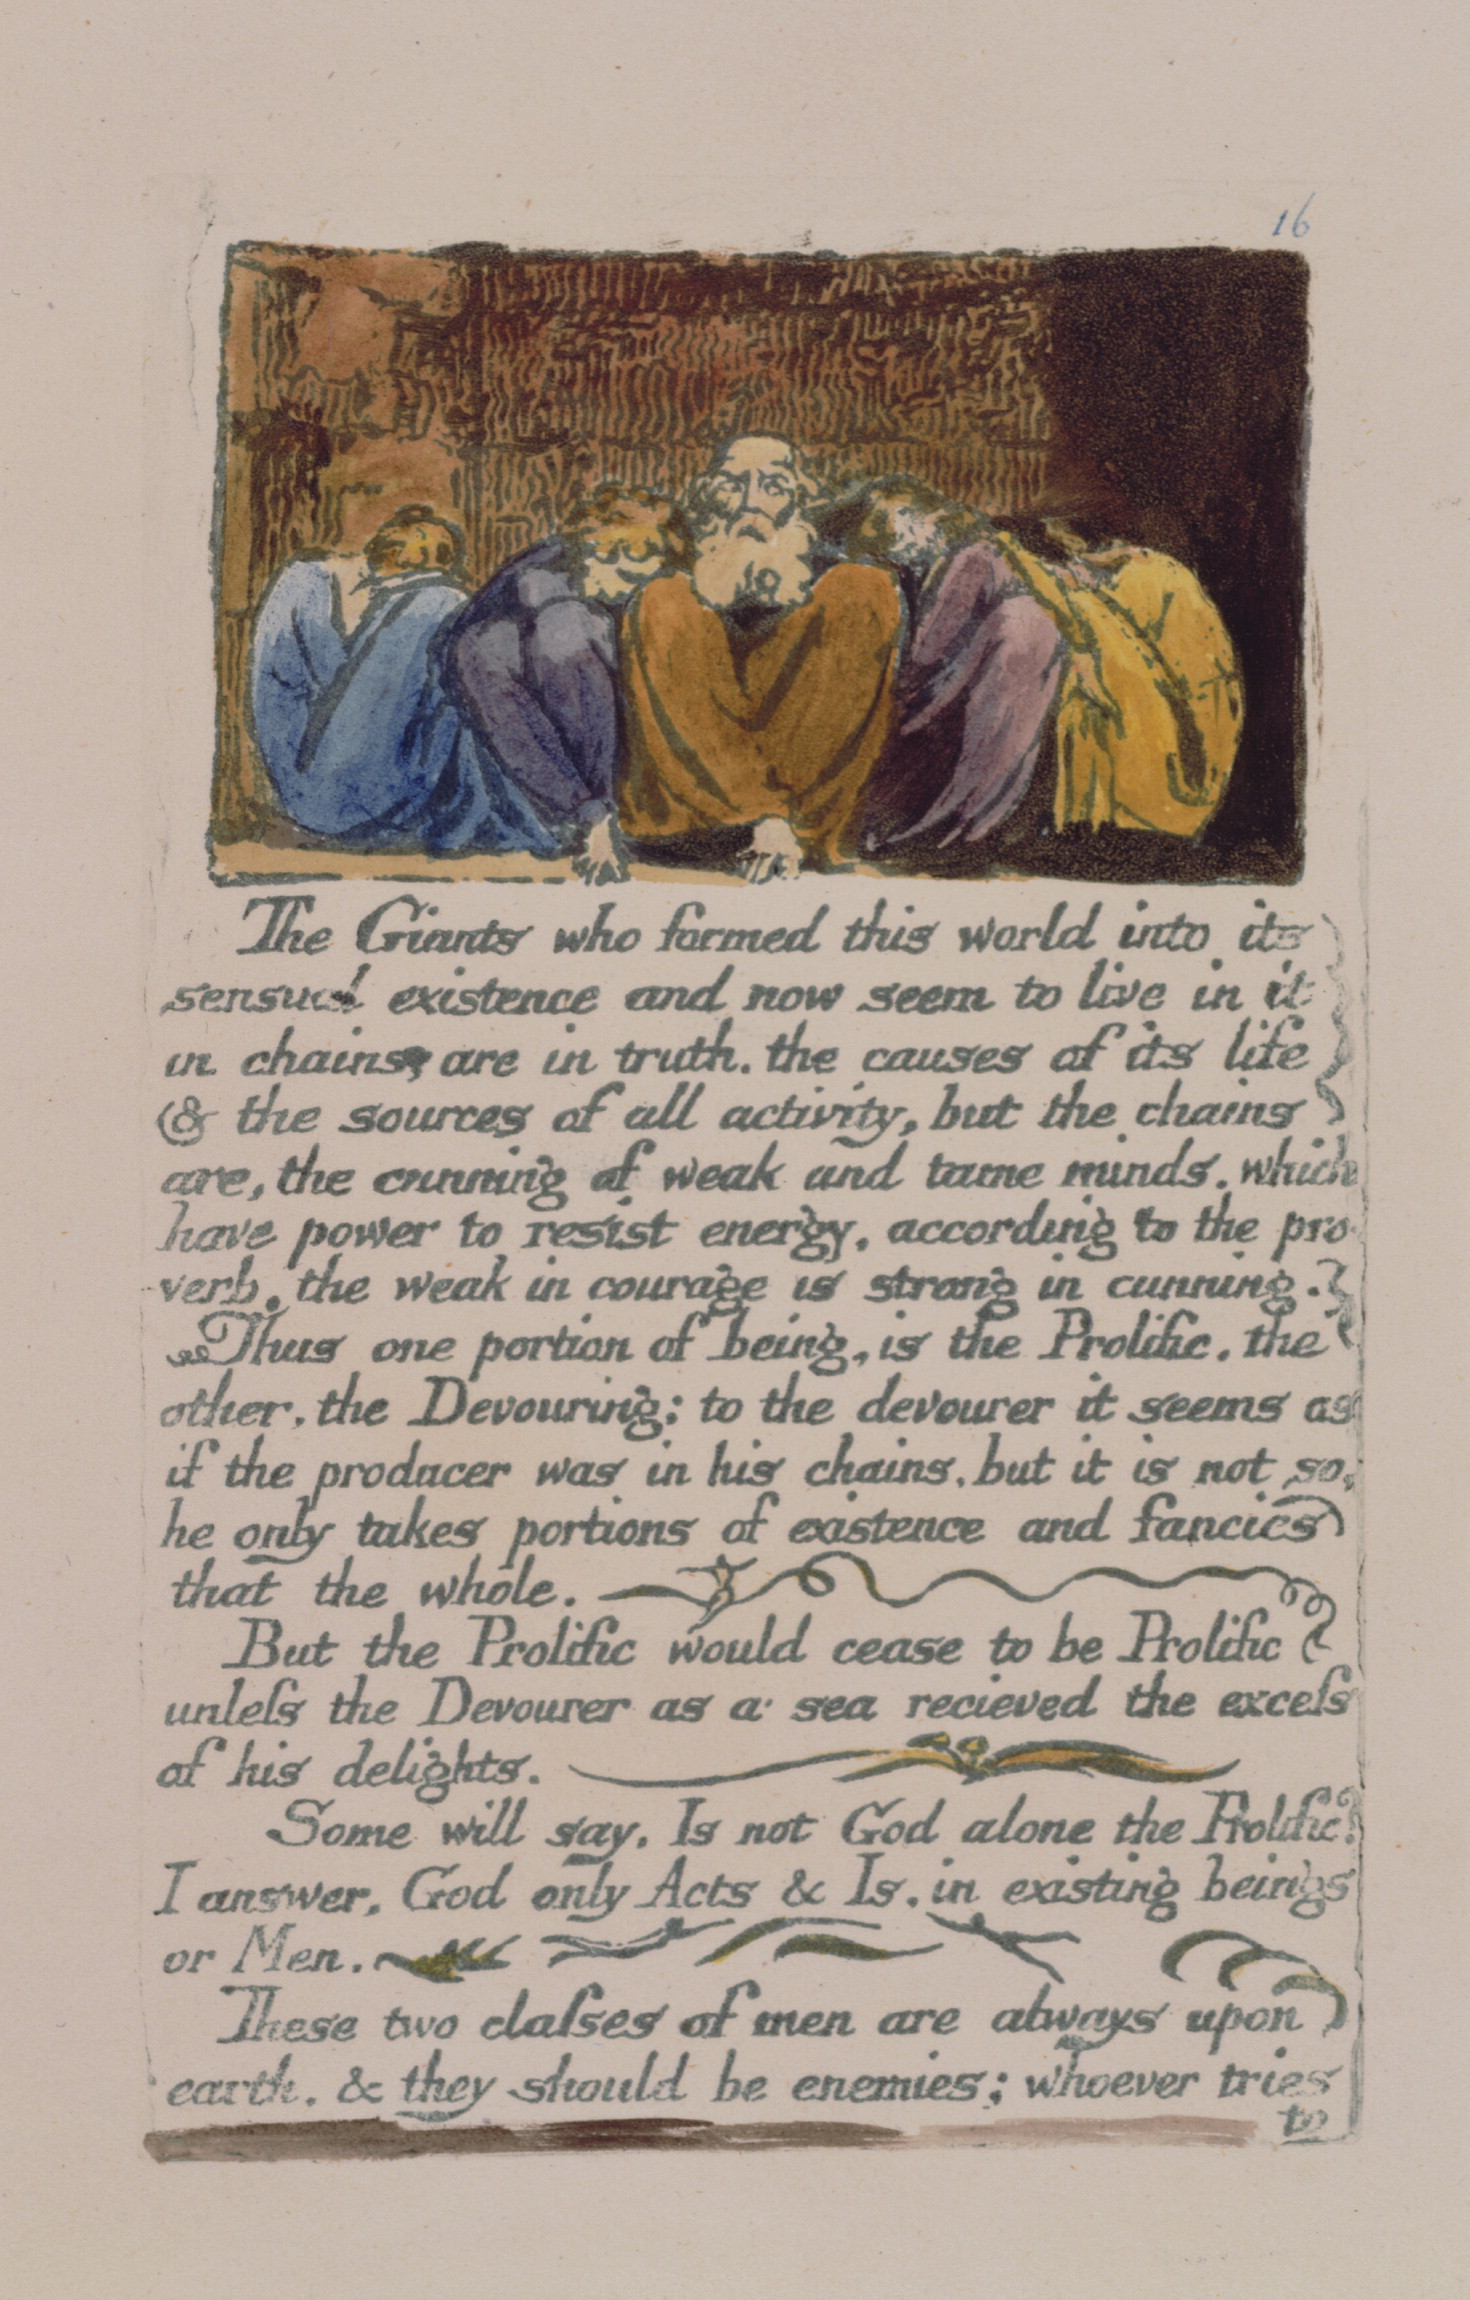 16
The Giants who formed this world into its
sensual existence and now seem to live in it
in chains, are in truth. the causes of its life
& the sources of all activity, but the chains
are, the cunning of weak and tame minds. which
have power to resist energy, according to the pro-
verb, the weak in courage is strong in cunning.
Thus one portion of being, is the Prolific. the
other, the Devouring: to the devourer it seems as
if the producer was in his chains, but it is not so,
he only takes portions of existence and fancies
that the whole.
But the Prolific would cease to be Prolific
unleſs the Devourer as a sea recieved the exceſs
of his delights.
Some will say, Is not God alone the Prolific?
I answer, God only Acts & Is, in existing beings
or Men.
These two claſses of men are always upon
earth, & they should be enemies; whoever tries
to